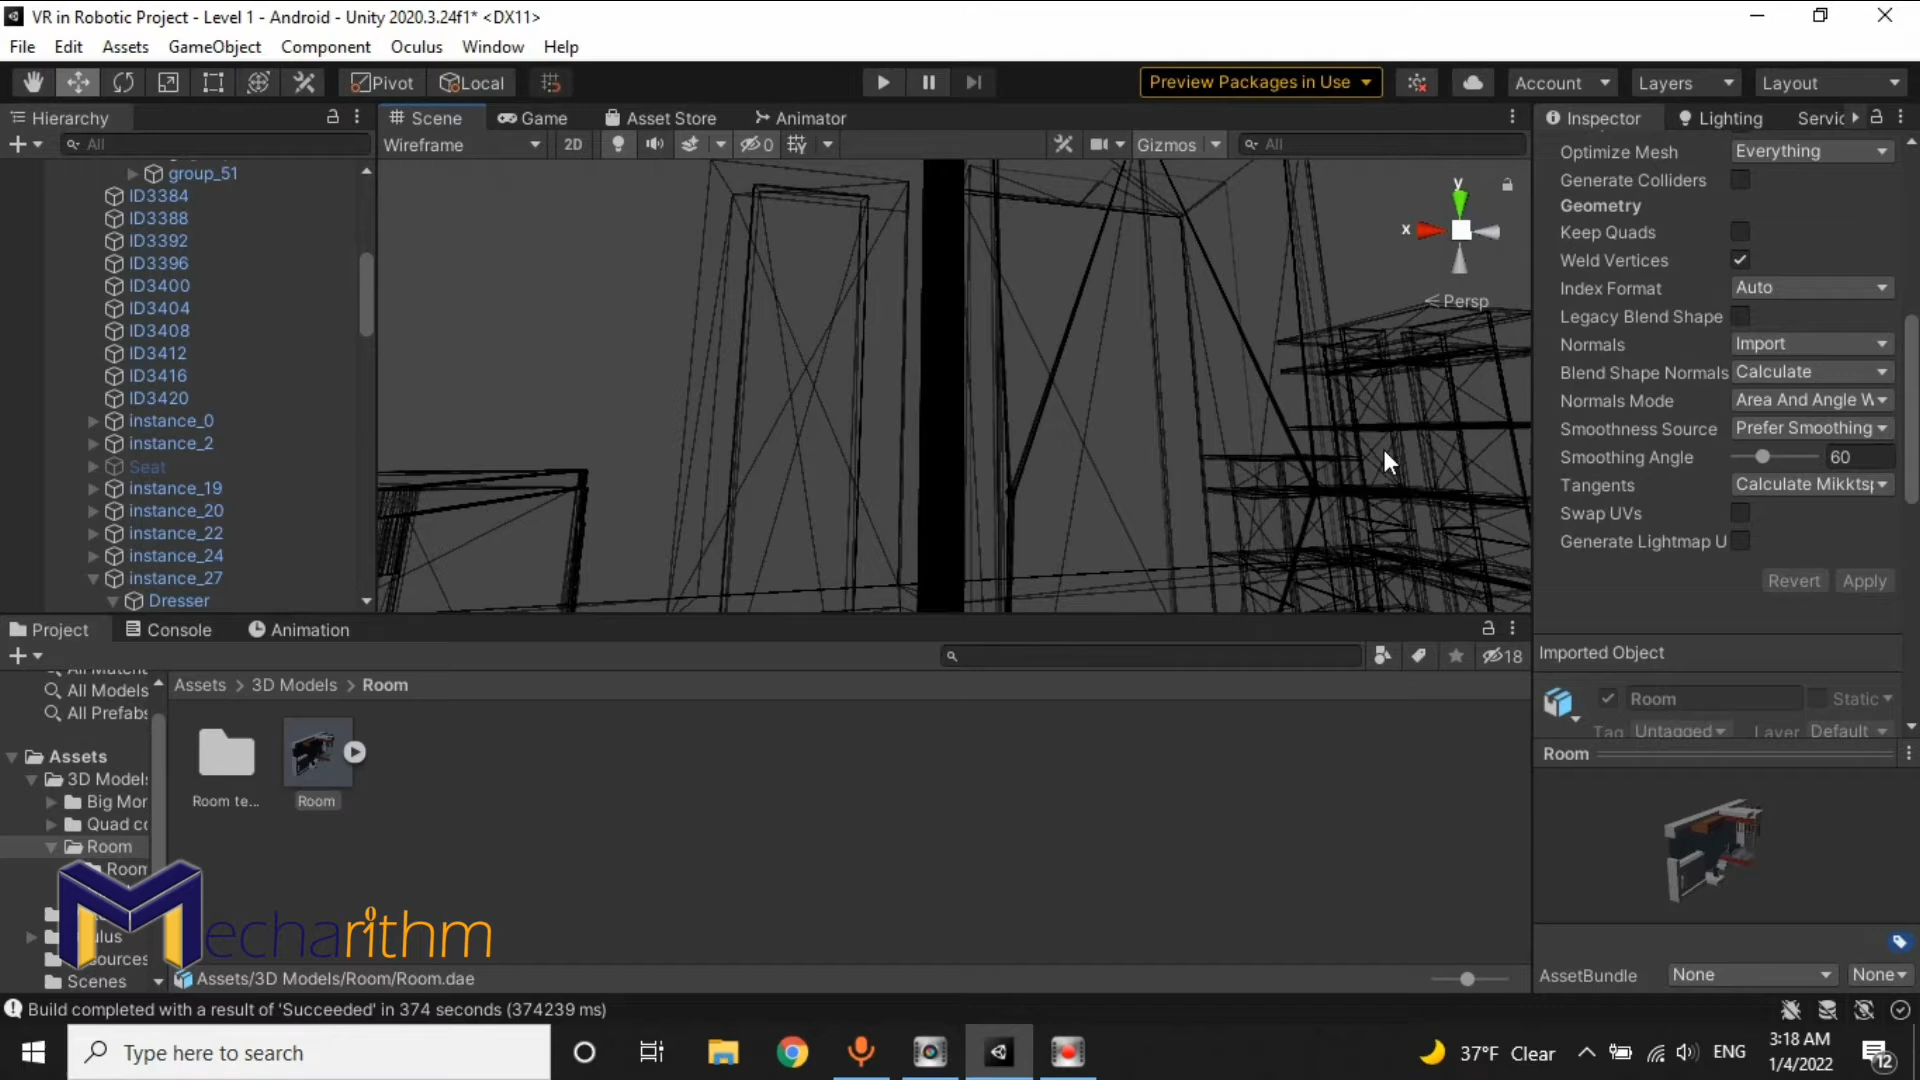 VR in Robotic Project - Level 1 - Android - Unity 2020.3.24f1* <DX11>
File Edit Assets GameObject Component Oculus Window Help
Pivot Local Preview Packages in Use Account Layers Layout
Hierarchy
All
group_51
ID3384
ID3388
ID3392
ID3396
ID3400
ID3404
ID3408
ID3412
ID3416
ID3420
instance_0
instance_2
Seat
instance_19
instance_20
instance_22
instance_24
instance_27
Dresser
Scene Game Asset Store Animator
Wireframe 2D 0 Gizmos All
y
x
Persp
Inspector Lighting Servic
Optimize Mesh Everything
Generate Colliders
Geometry
Keep Quads
Weld Vertices
Index Format Auto
Legacy Blend Shape
Normals Import
Blend Shape Normals Calculate
Normals Mode Area And Angle W
Smoothness Source Prefer Smoothing
Smoothing Angle 60
Tangents Calculate Mikktsp
Swap UVs
Generate Lightmap U
Revert Apply
Imported Object
Room Static
Tag Untagged Layer Default
Room
AssetBundle None None
Project Console Animation
18
All Models
All Prefabs
Assets
3D Models
Big Mor
Quad co
Room
Room
Scenes
Assets > 3D Models > Room
Room te...
Room
Mecharithm
Assets/3D Models/Room/Room.dae
Build completed with a result of 'Succeeded' in 374 seconds (374239 ms)
Type here to search
37°F Clear
ENG
3:18 AM
1/4/2022
12